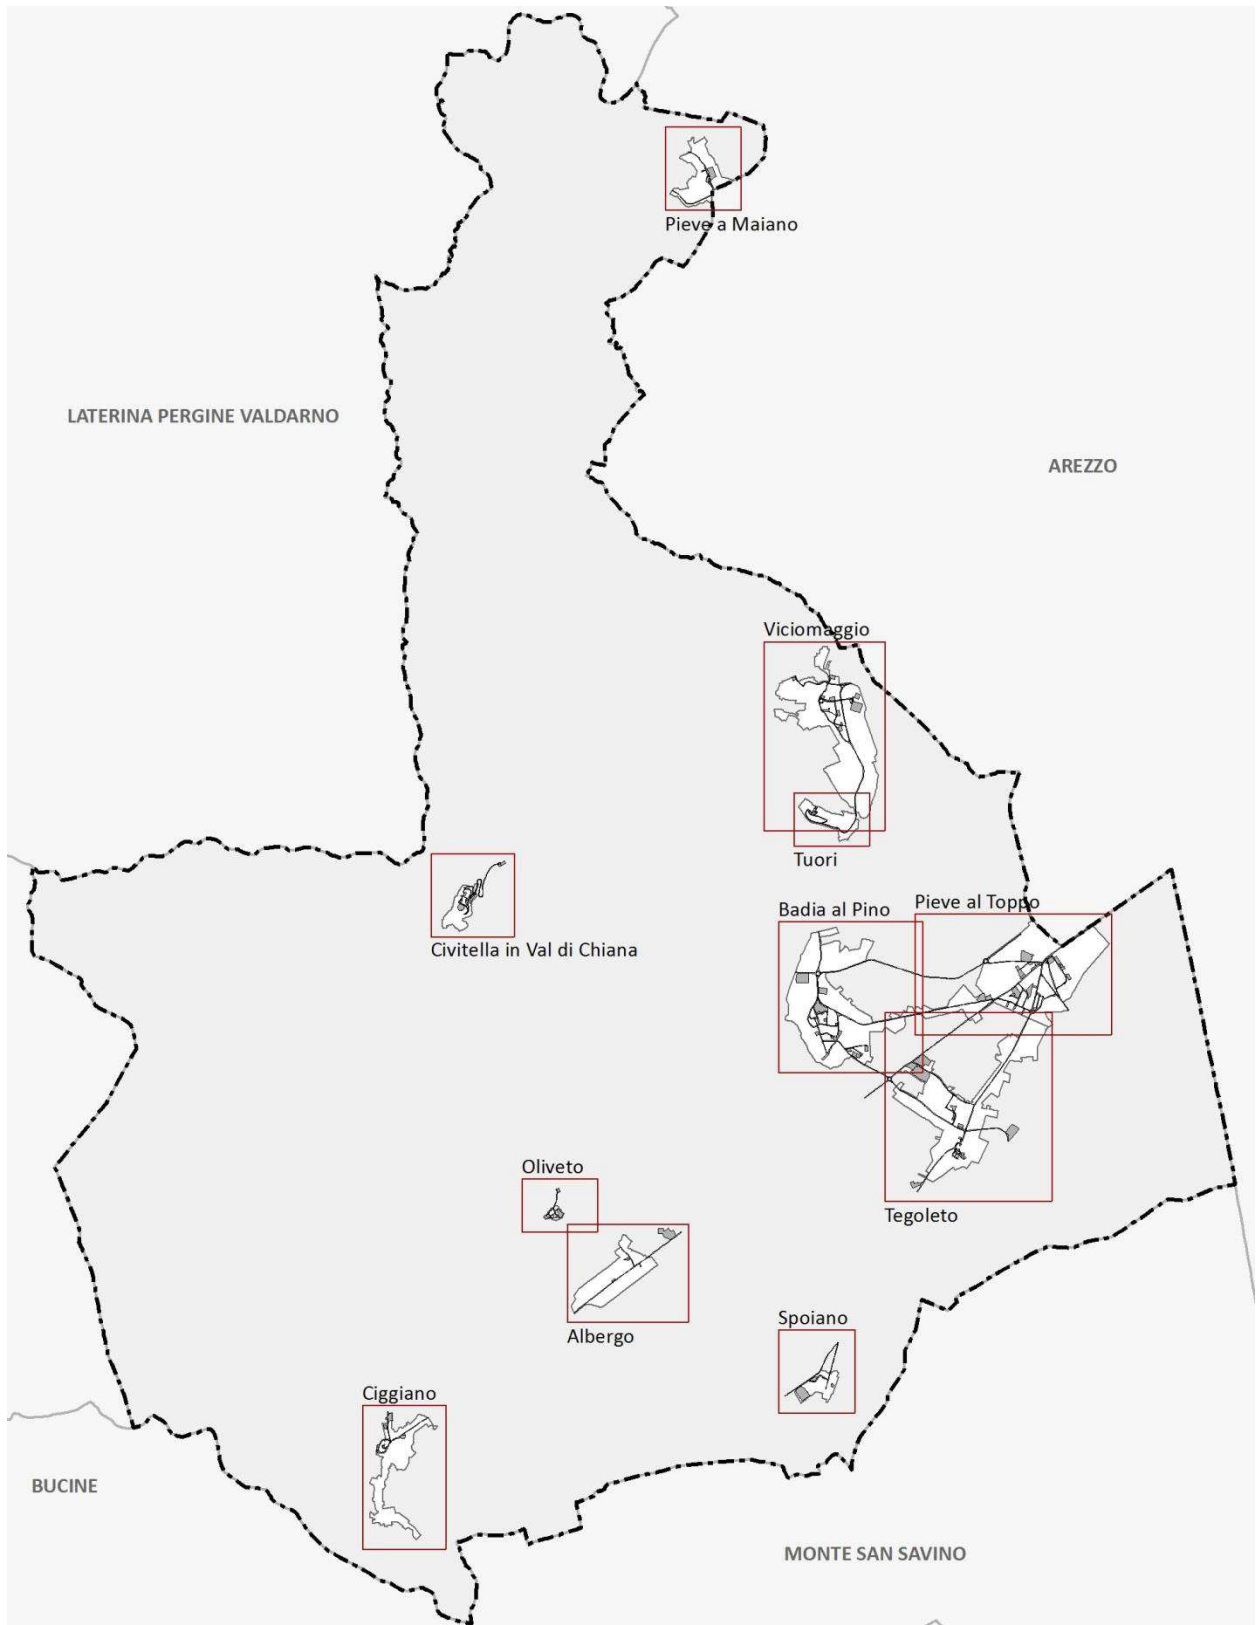 Pieve a Maiano
LATERINA PERGINE VALDARNO
AREZZO
Viciomaggio
Tuori
Pieve al Toppo
Badia al Pino
Civitella in Val di Chiana
Oliveto
Tegoleto
Albergo
Spoiano
Ciggiano
BUCINE
MONTE SAN SAVINO